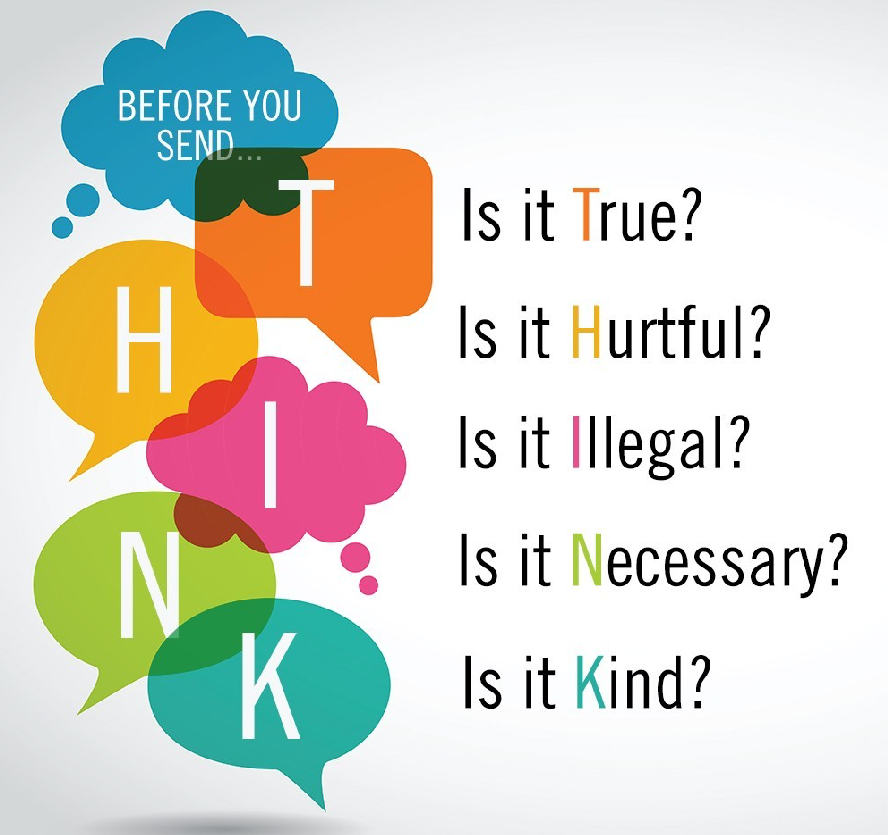 BEFORE YOU
SEND...
T
Is it True?
H
Is it Hurtful?
I
Is it Illegal?
N
Is it Necessary?
K
Is it Kind?